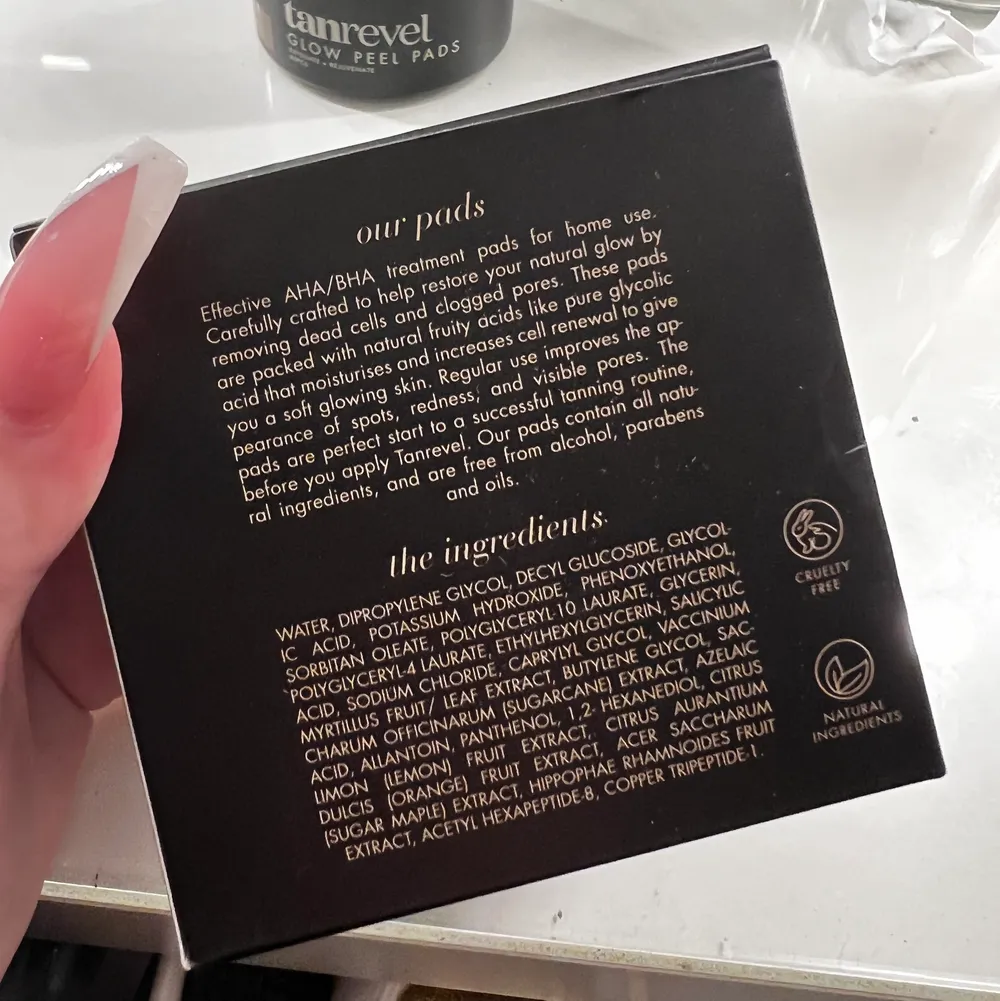 tanrevel
GLOW PEEL PADS
REJUVENATE
our pads
Effective AHA/BHA treatment pads for home use.
Carefully crafted to help restore your natural glow by
removing dead cells and clogged pores. These pads
are packed with natural fruity acids like pure glycolic
acid that moisturises and increases cell renewal to give
you a soft glowing skin. Regular use improves the ap-
pearance of spots, redness, and visible pores. The
pads are perfect start to a successful tanning routine,
before you apply Tanrevel. Our pads contain all natu-
ral ingredients, and are free from alcohol, parabens
and oils.
the ingredients.
WATER, DIPROPYLENE GLYCOL, DECYL GLUCOSIDE, GLYCOL-
IC ACID, POTASSIUM HYDROXIDE, PHENOXYETHANOL,
SORBITAN OLEATE, POLYGLYCERYL-10 LAURATE, GLYCERIN,
POLYGLYCERYL-4 LAURATE, ETHYLHEXYLGLYCERIN, SALICYLIC
ACID, SODIUM CHLORIDE, CAPRYLYL GLYCOL, VACCINIUM
MYRTILLUS FRUIT/ LEAF EXTRACT, BUTYLENE GLYCOL, SAC-
CHARUM OFFICINARUM (SUGARCANE) EXTRACT, AZELAIC
ACID, ALLANTOIN, PANTHENOL, 1,2- HEXANEDIOL, CITRUS
LIMON (LEMON) FRUIT EXTRACT, CITRUS AURANTIUM
DULCIS (ORANGE) FRUIT EXTRACT, ACER SACCHARUM
(SUGAR MAPLE) EXTRACT, HIPPOPHAE RHAMNOIDES FRUIT
EXTRACT, ACETYL HEXAPEPTIDE-8, COPPER TRIPEPTIDE-1.
CRUELTY
FREE
NATURAL
INGREDIENTS